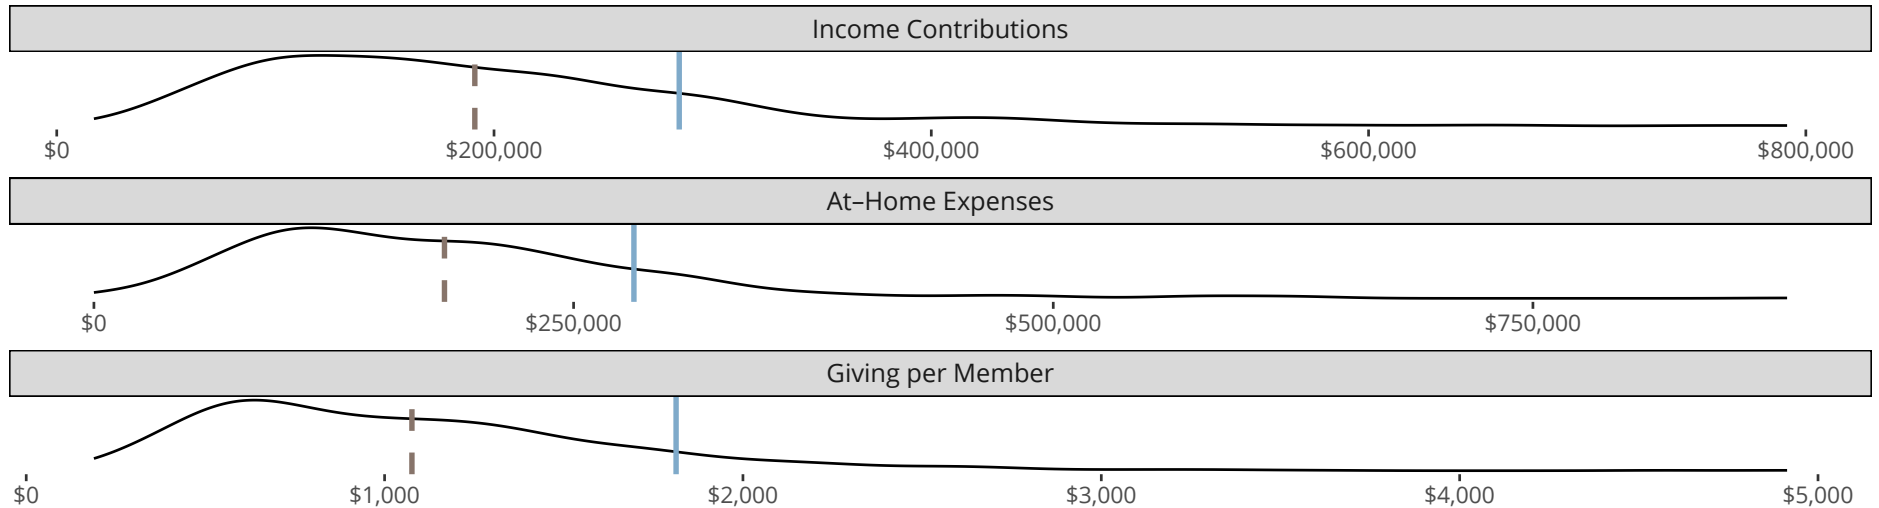 Income Contributions
$0 $200,000 $400,000 $600,000 $800,000
At–Home Expenses
$0 $250,000 $500,000 $750,000
Giving per Member
$0 $1,000 $2,000 $3,000 $4,000 $5,000